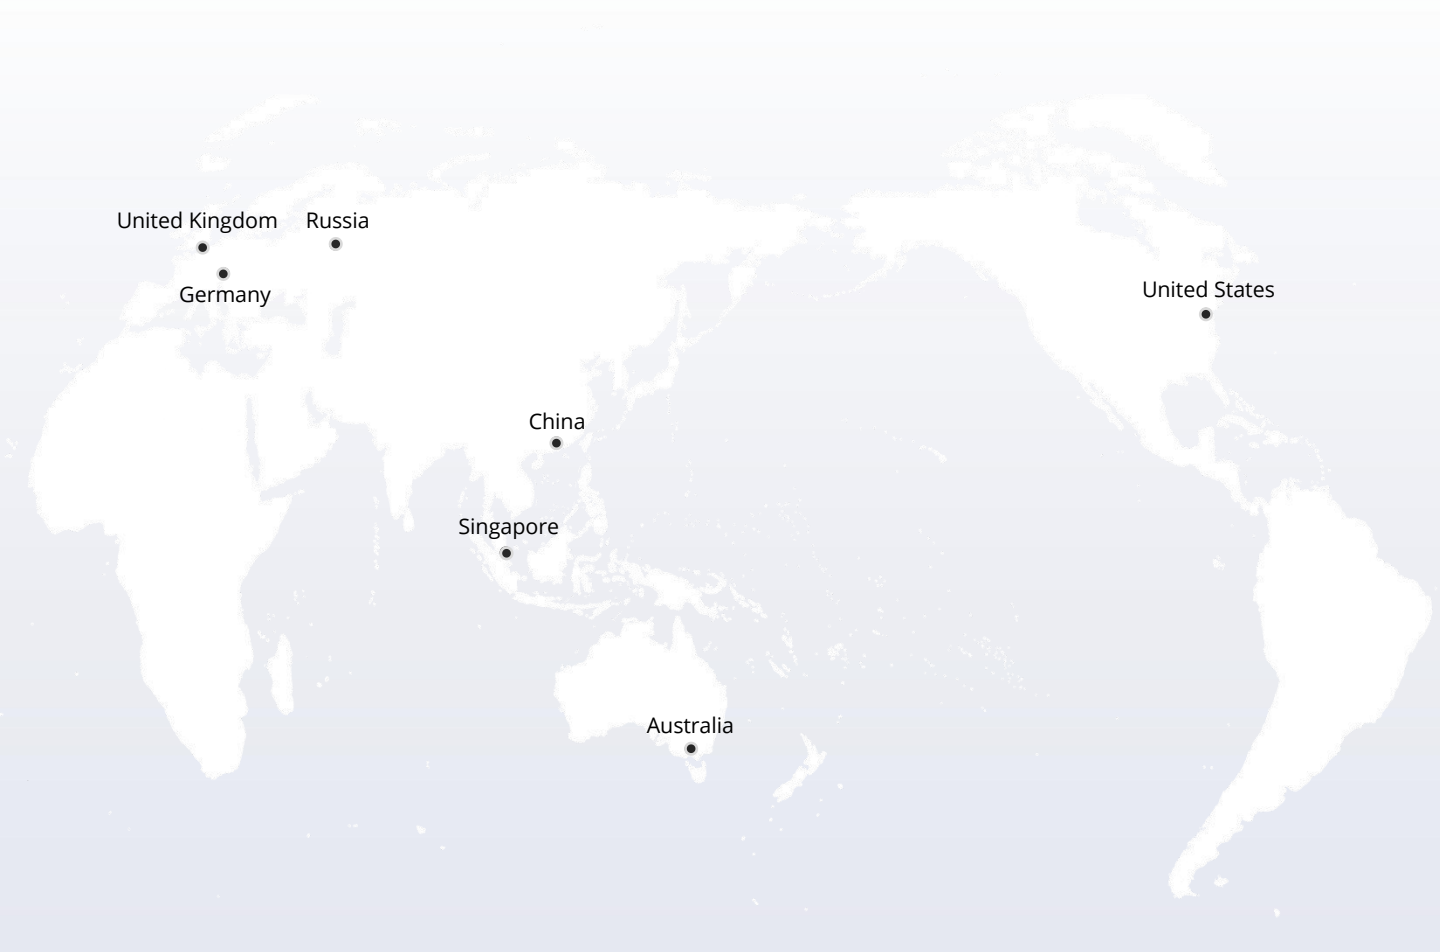 United Kingdom
Russia
Germany
United States
China
Singapore
Australia